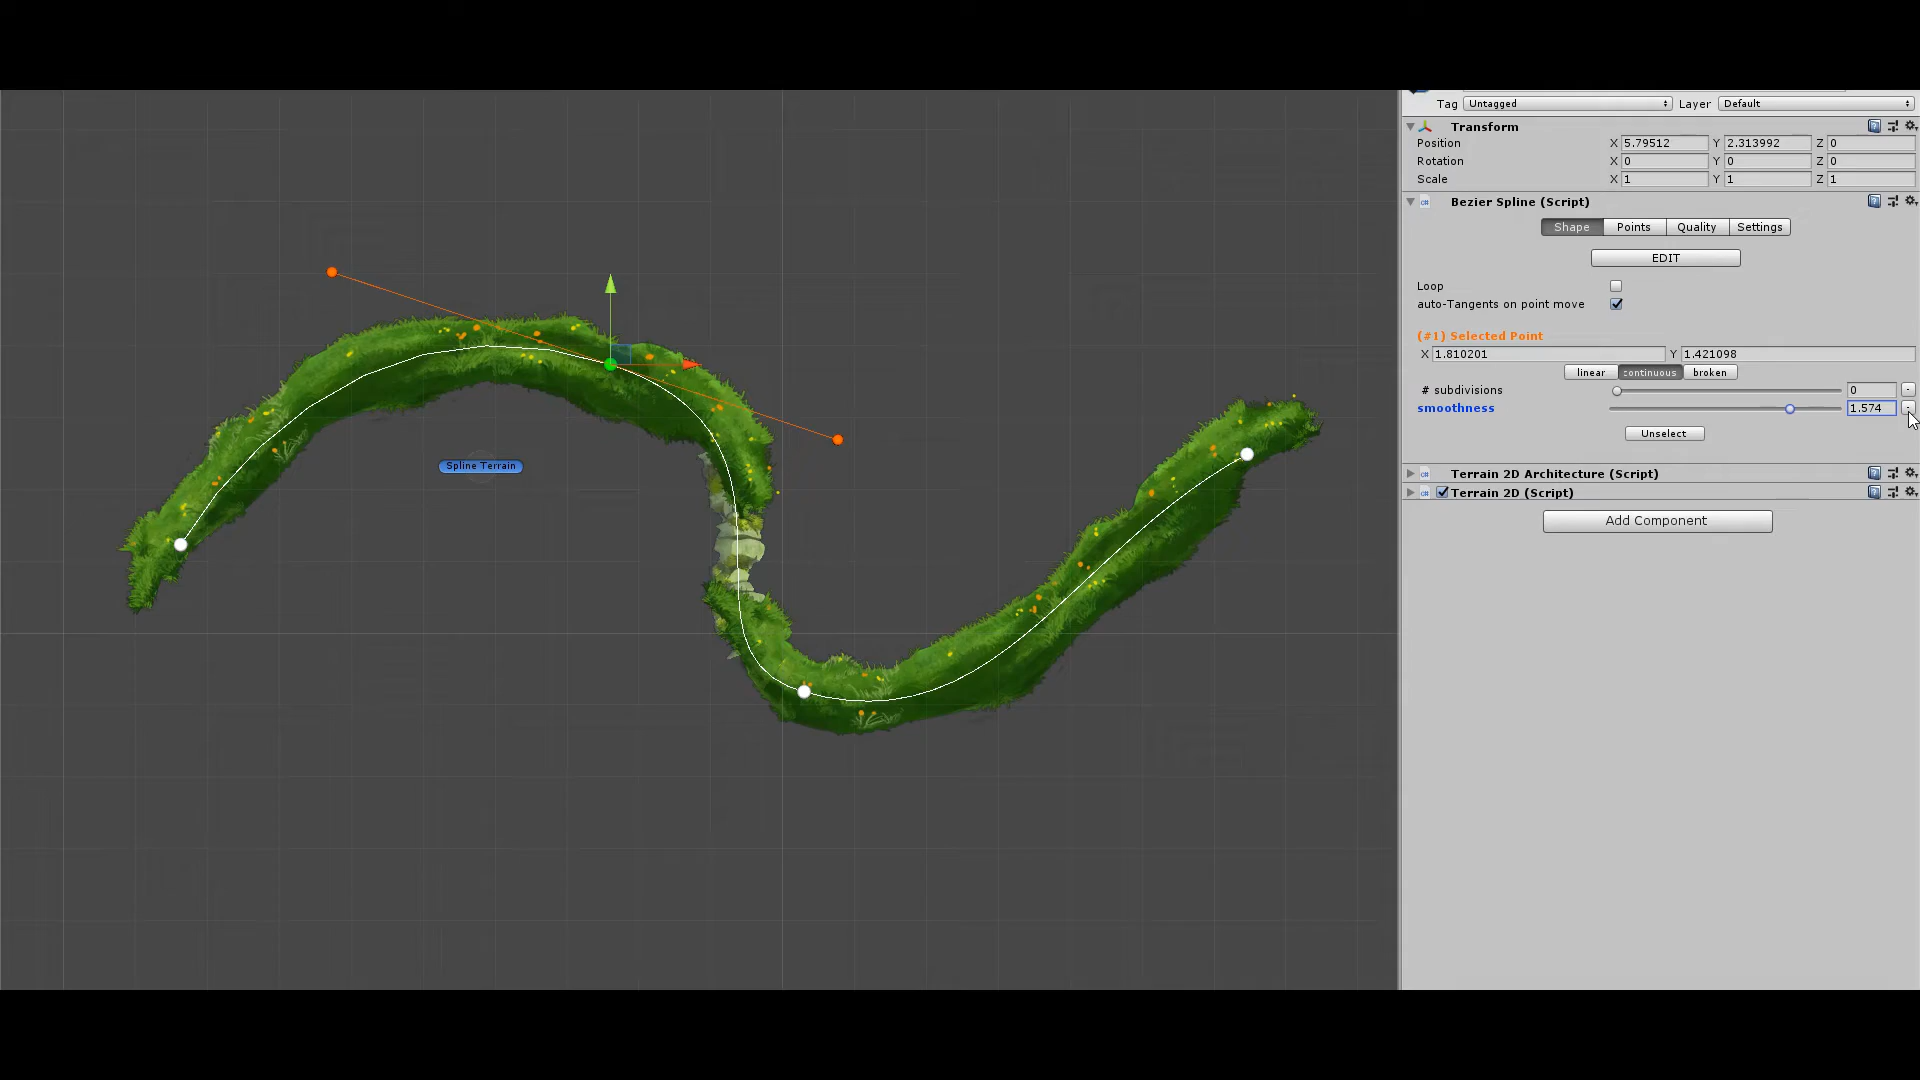 Tag Untagged Layer Default
Transform
Position X 5.79512 Y 2.313992 Z 0
Rotation X 0 Y 0 Z 0
Scale X 1 Y 1 Z 1
Bezier Spline (Script)
Shape Points Quality Settings
EDIT
Loop
auto-Tangents on point move
(#1) Selected Point
X 1.810201 Y 1.421098
linear continuous broken
# subdivisions 0 -
smoothness 1.574 -
Unselect
Spline Terrain
Terrain 2D Architecture (Script)
Terrain 2D (Script)
Add Component